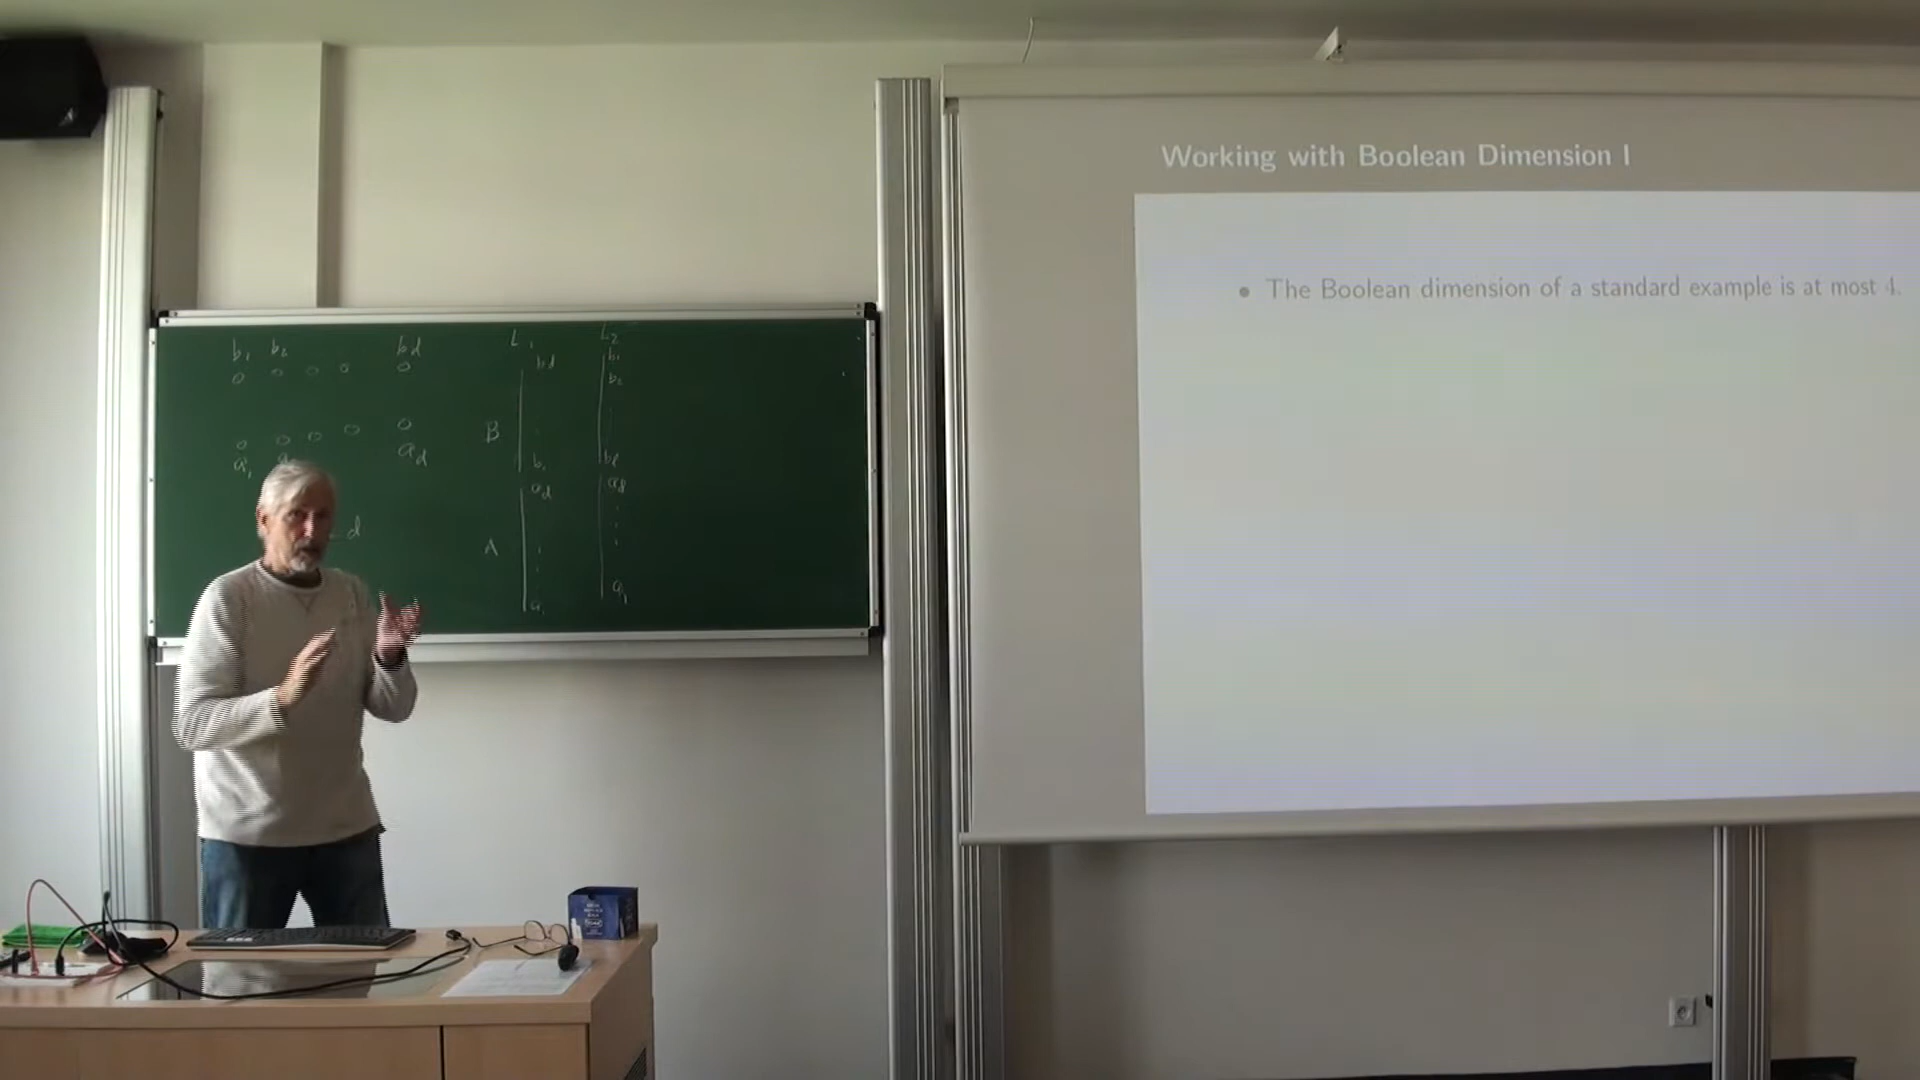 Working with Boolean Dimension I
• The Boolean dimension of a standard example is at most 4.
b₁ b₂ bd
a₁
ad
d
L₁
bd
B
b₁
ad
A
a₁
L₂
b₁
b₂
bd
ad
a₁